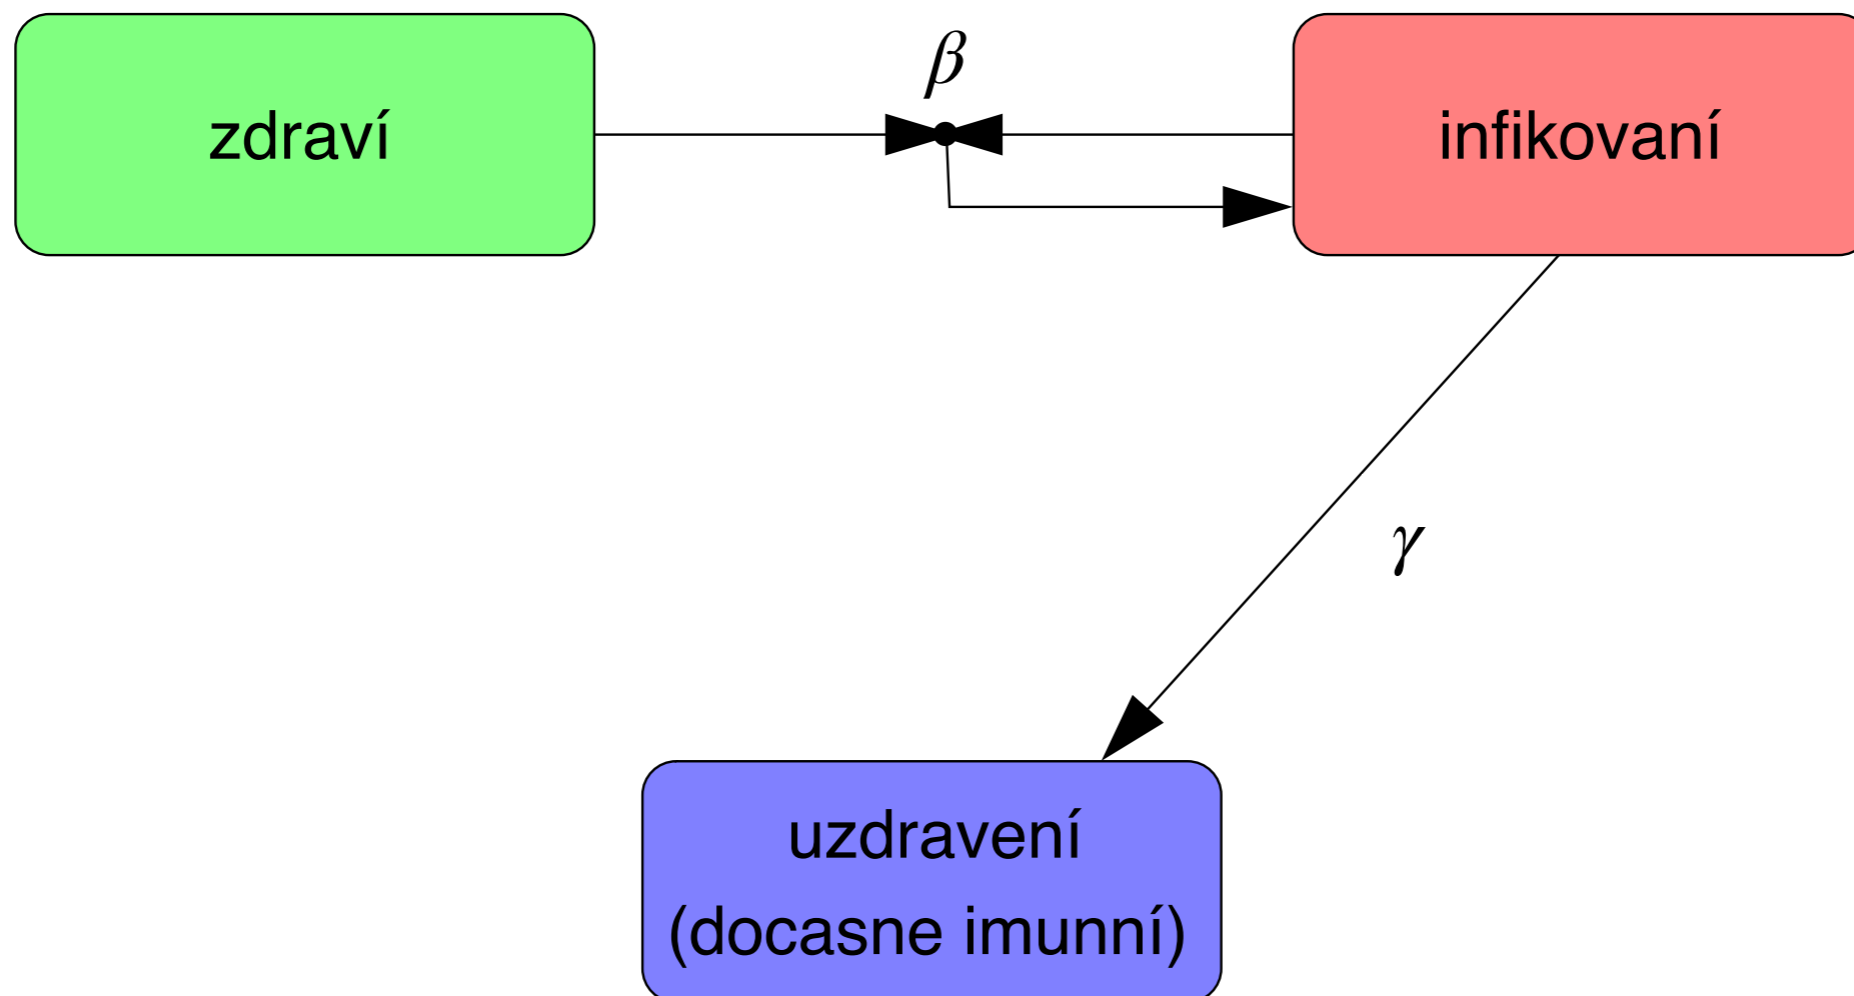 β
zdraví
infikovaní
γ
uzdravení
(docasne imunní)